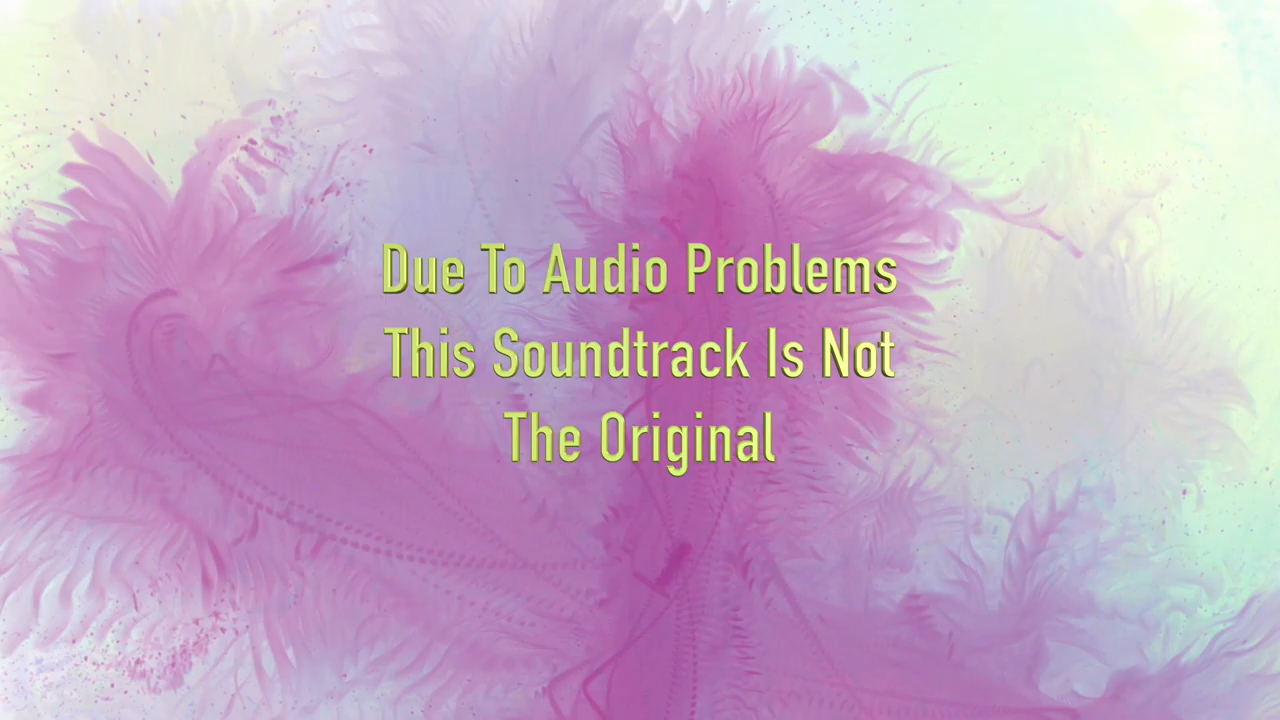 Due To Audio Problems
This Soundtrack Is Not
The Original